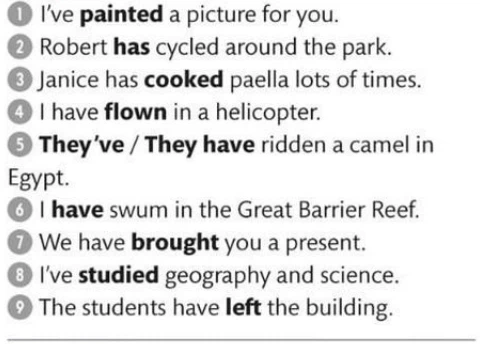 1 I've painted a picture for you.
2 Robert has cycled around the park.
3 Janice has cooked paella lots of times.
4 I have flown in a helicopter.
5 They've / They have ridden a camel in
Egypt.
6 I have swum in the Great Barrier Reef.
7 We have brought you a present.
8 I've studied geography and science.
9 The students have left the building.